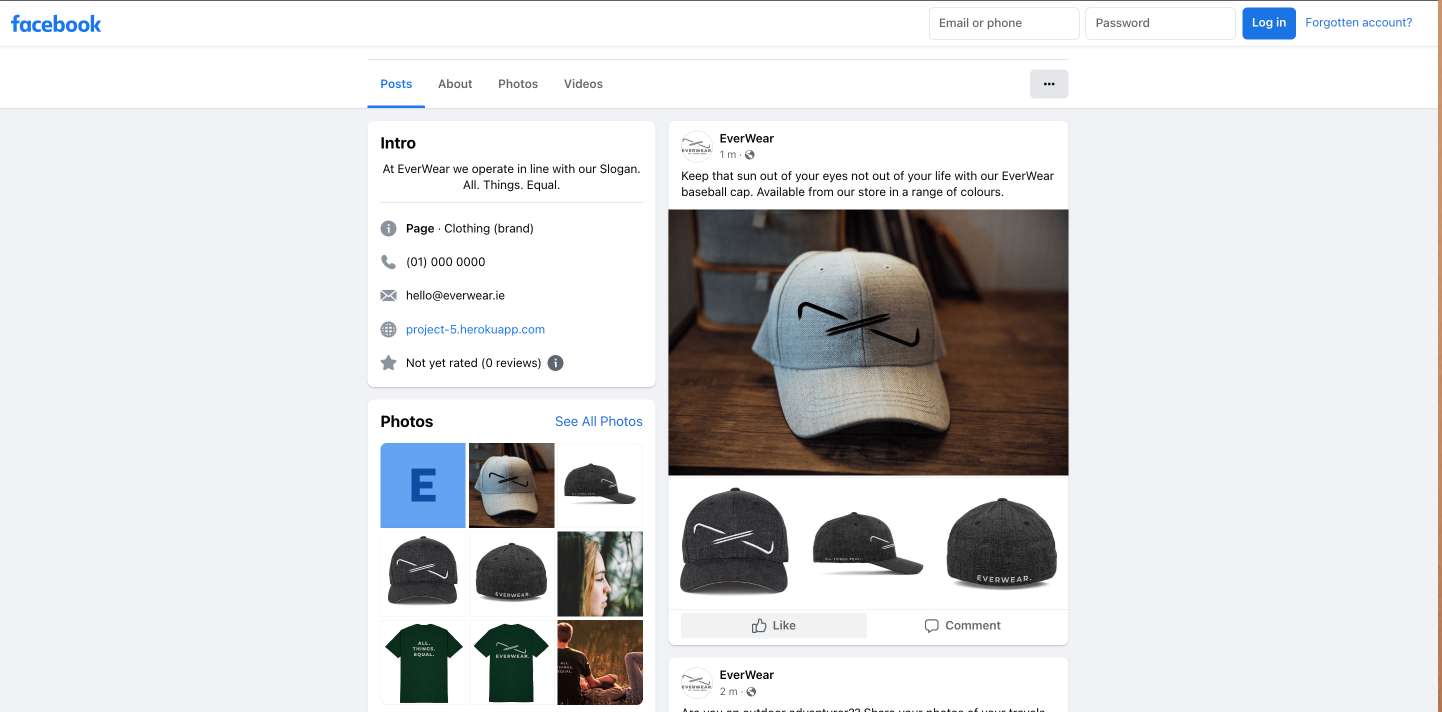 facebook
Email or phone
Password
Log in
Forgotten account?
Posts
About
Photos
Videos
Intro
At EverWear we operate in line with our Slogan.
All. Things. Equal.
Page · Clothing (brand)
(01) 000 0000
hello@everwear.ie
project-5.herokuapp.com
Not yet rated (0 reviews)
Photos
See All Photos
E
EVERWEAR.
ALL.
THINGS.
EQUAL.
EVERWEAR.
ALL.
THINGS.
EQUAL.
EVERWEAR.
EverWear
1 m ·
Keep that sun out of your eyes not out of your life with our EverWear
baseball cap. Available from our store in a range of colours.
ALL. THINGS. EQUAL.
EVERWEAR.
Like
Comment
EVERWEAR.
EverWear
2 m ·
Are you an outdoor adventurer?? Share your photos of your travels